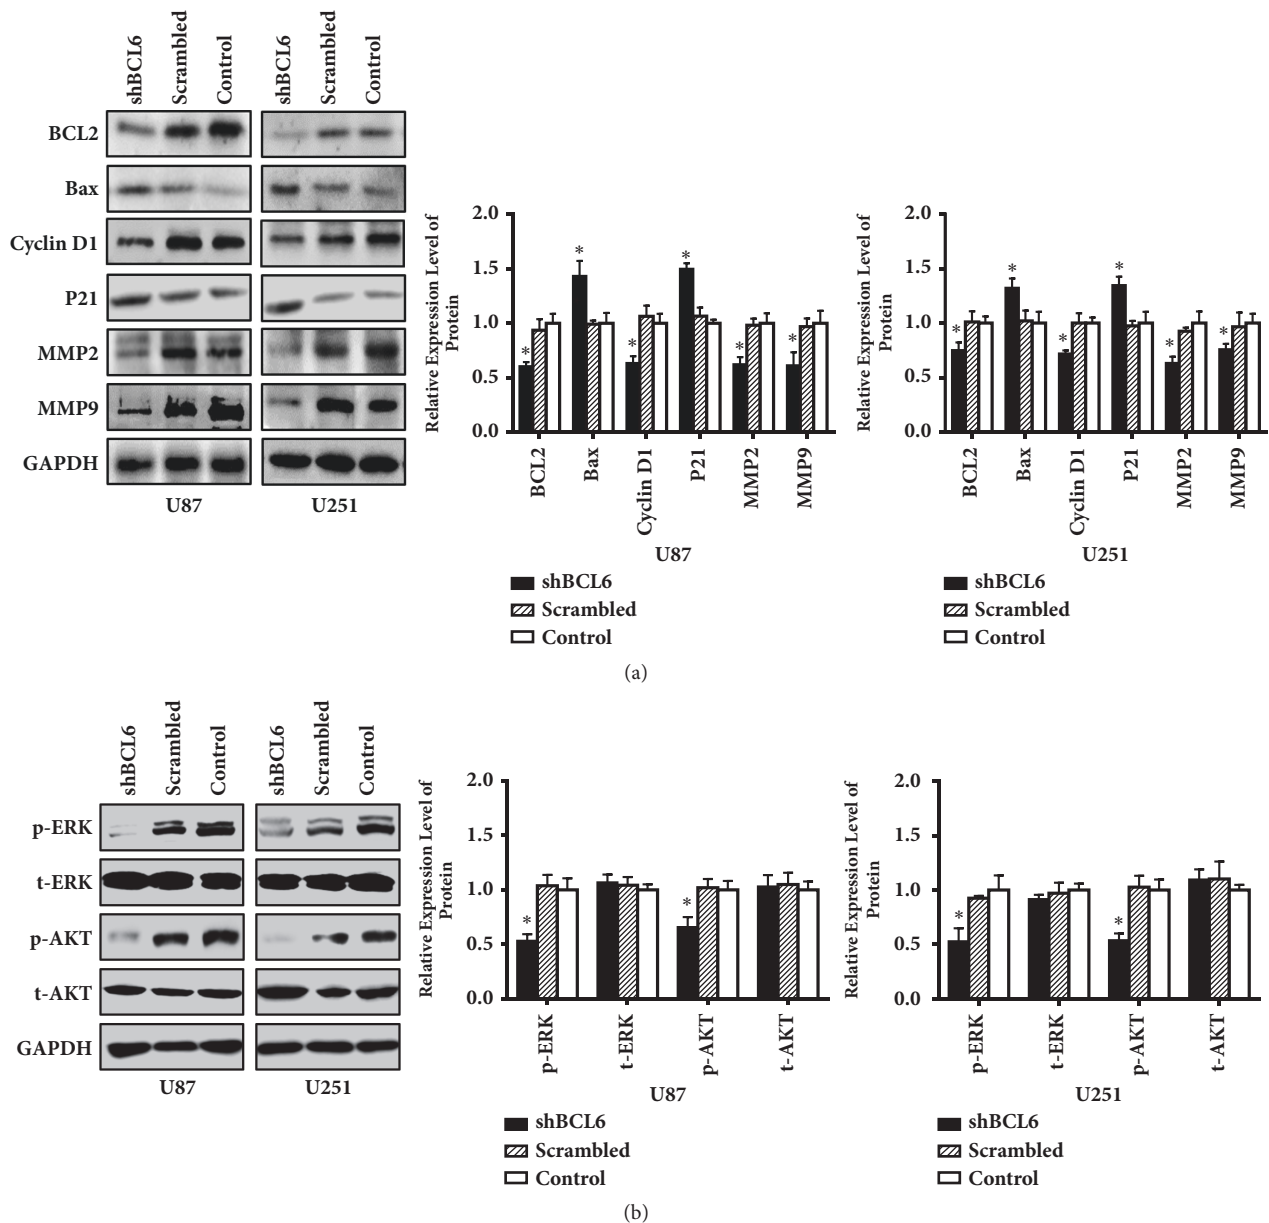 shBCL6 Scrambled Control shBCL6 Scrambled Control
BCL2
Bax
Cyclin D1
P21
MMP2
MMP9
GAPDH
U87 U251
Relative Expression Level of
Protein
2.0
1.5
1.0
0.5
0.0
* * * * * *
BCL2 Bax Cyclin D1 P21 MMP2 MMP9
U87
shBCL6
Scrambled
Control
Relative Expression Level of
Protein
2.0
1.5
1.0
0.5
0.0
* * * * * *
BCL2 Bax Cyclin D1 P21 MMP2 MMP9
U251
shBCL6
Scrambled
Control
(a)
shBCL6 Scrambled Control shBCL6 Scrambled Control
p-ERK
t-ERK
p-AKT
t-AKT
GAPDH
U87 U251
Relative Expression Level of
Protein
2.0
1.5
1.0
0.5
0.0
* *
p-ERK t-ERK p-AKT t-AKT
U87
shBCL6
Scrambled
Control
Relative Expression Level of
Protein
2.0
1.5
1.0
0.5
0.0
* *
p-ERK t-ERK p-AKT t-AKT
U251
shBCL6
Scrambled
Control
(b)